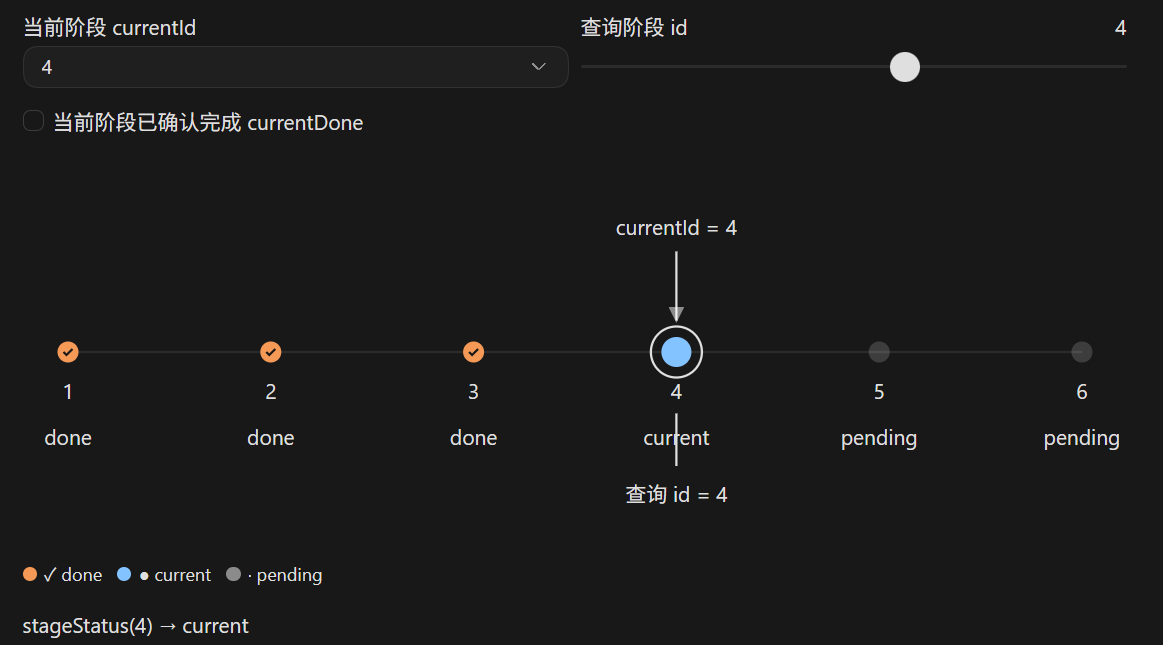 当前阶段 currentId
4
查询阶段 id
4
当前阶段已确认完成 currentDone
currentId = 4
1
2
3
4
5
6
done
done
done
current
pending
pending
查询 id = 4
✓ done
● current
· pending
stageStatus(4) → current